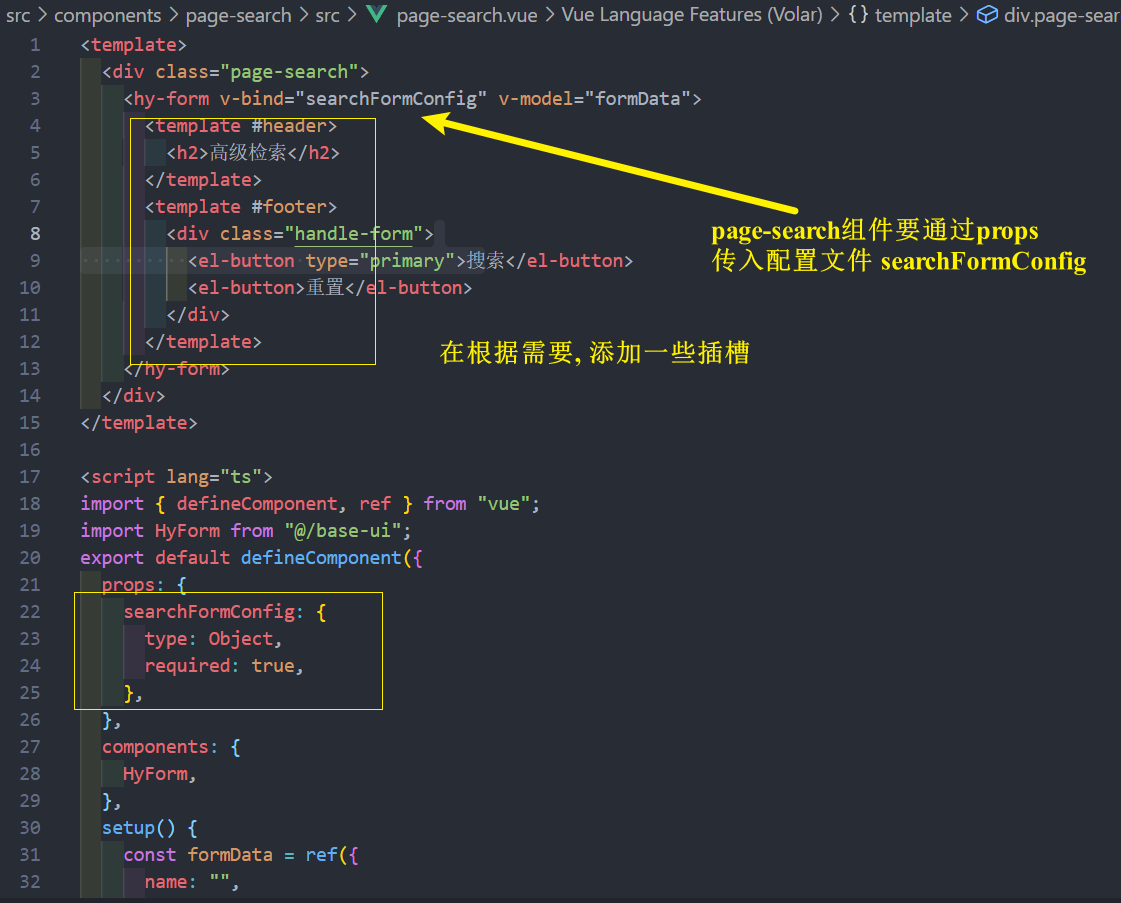 src > components > page-search > src > page-search.vue > Vue Language Features (Volar) > {} template > div.page-sear
1 <template>
2 <div class="page-search">
3 <hy-form v-bind="searchFormConfig" v-model="formData">
4 <template #header>
5 <h2>高级检索</h2>
6 </template>
7 <template #footer>
8 <div class="handle-form">
9 <el-button type="primary">搜索</el-button>
10 <el-button>重置</el-button>
11 </div>
12 </template>
13 </hy-form>
14 </div>
15 </template>
16
17 <script lang="ts">
18 import { defineComponent, ref } from "vue";
19 import HyForm from "@/base-ui";
20 export default defineComponent({
21 props: {
22 searchFormConfig: {
23 type: Object,
24 required: true,
25 },
26 },
27 components: {
28 HyForm,
29 },
30 setup() {
31 const formData = ref({
32 name: "",
page-search组件要通过props
传入配置文件 searchFormConfig
在根据需要, 添加一些插槽